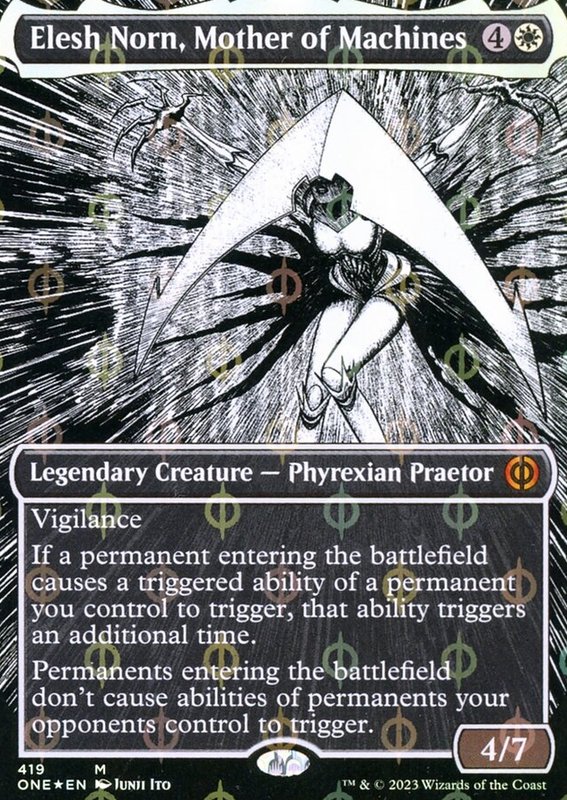 Elesh Norn, Mother of Machines 4
Legendary Creature — Phyrexian Praetor
Vigilance
If a permanent entering the battlefield
causes a triggered ability of a permanent
you control to trigger, that ability triggers
an additional time.
Permanents entering the battlefield
don't cause abilities of permanents your
opponents control to trigger.
4/7
419 M
ONE★EN Junji Ito
™ & © 2023 Wizards of the Coast